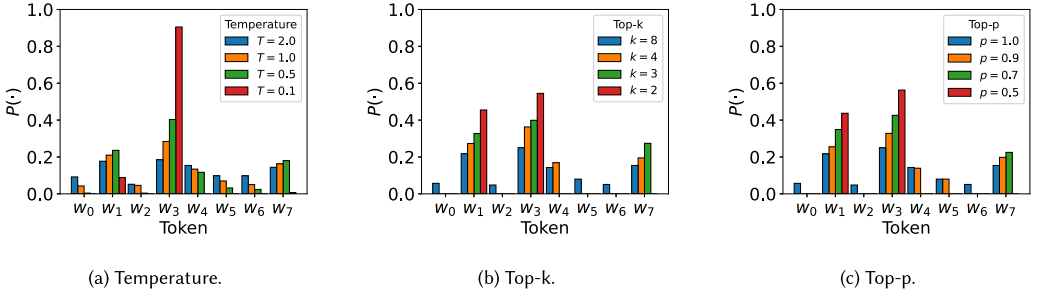 1.0
0.8
0.6
0.4
0.2
0.0
P(·)
Temperature
T = 2.0
T = 1.0
T = 0.5
T = 0.1
w0 w1 w2 w3 w4 w5 w6 w7
Token
(a) Temperature.
1.0
0.8
0.6
0.4
0.2
0.0
P(·)
Top-k
k = 8
k = 4
k = 3
k = 2
w0 w1 w2 w3 w4 w5 w6 w7
Token
(b) Top-k.
1.0
0.8
0.6
0.4
0.2
0.0
P(·)
Top-p
p = 1.0
p = 0.9
p = 0.7
p = 0.5
w0 w1 w2 w3 w4 w5 w6 w7
Token
(c) Top-p.